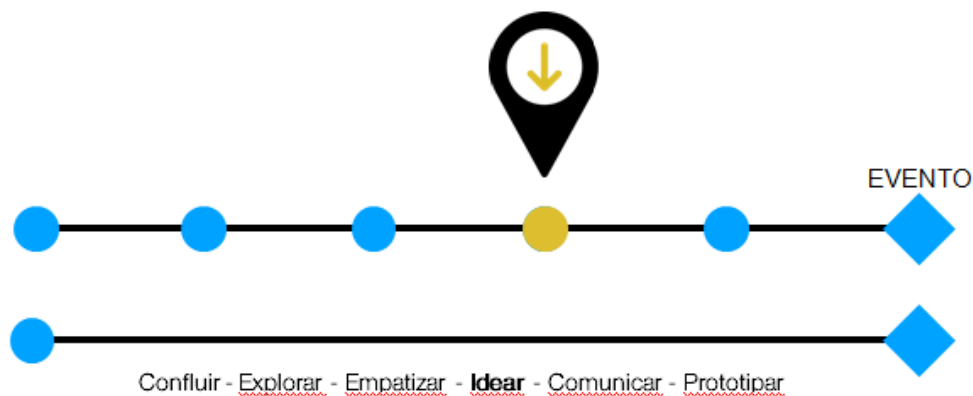 EVENTO
Confluir - Explorar - Empatizar - Idear - Comunicar - Prototipar